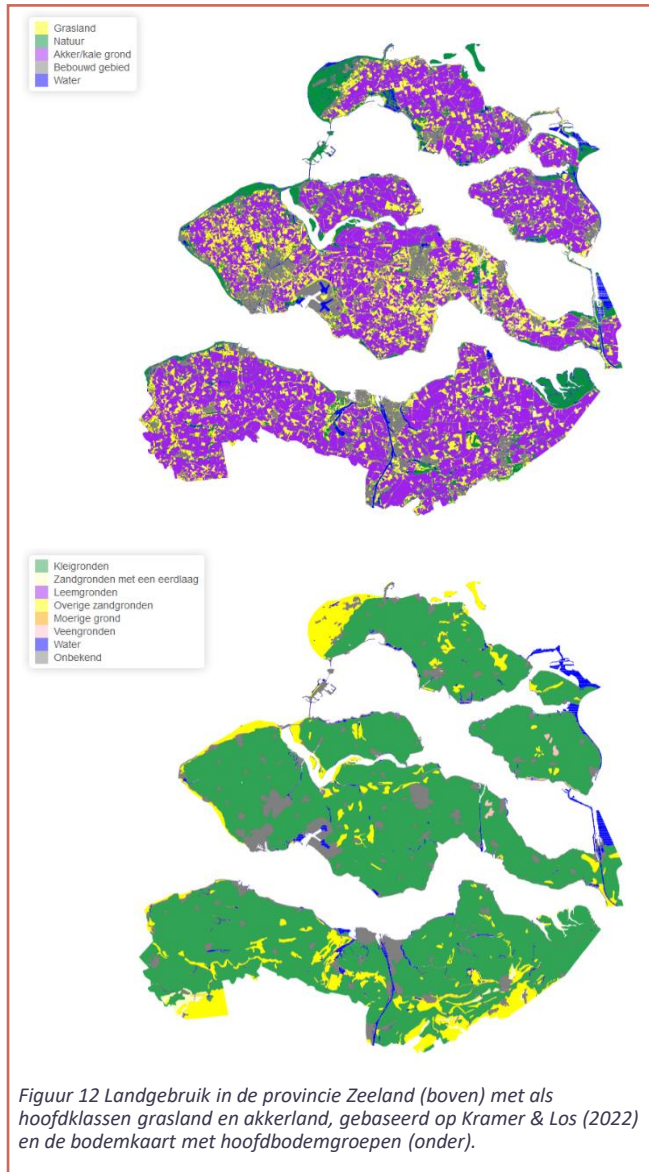 Grasland
Natuur
Akker/kale grond
Bebouwd gebied
Water
Kleigronden
Zandgronden met een eerdlaag
Leemgronden
Overige zandgronden
Moerige grond
Veengronden
Water
Onbekend
Figuur 12 Landgebruik in de provincie Zeeland (boven) met als
hoofdklassen grasland en akkerland, gebaseerd op Kramer & Los (2022)
en de bodemkaart met hoofdbodemgroepen (onder).